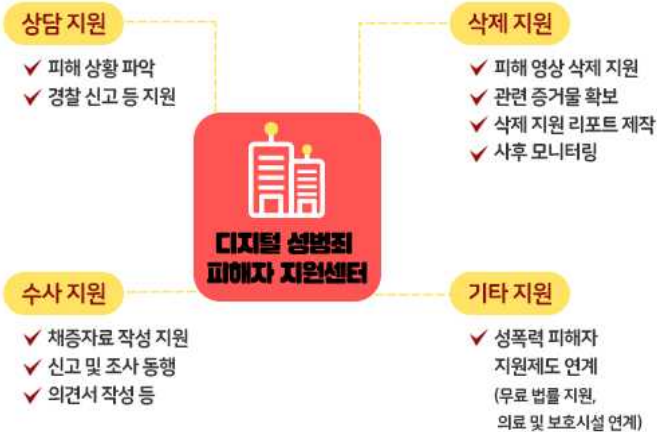 상담 지원
피해 상황 파악
경찰 신고 등 지원
삭제 지원
피해 영상 삭제 지원
관련 증거물 확보
삭제 지원 리포트 제작
사후 모니터링
디지털 성범죄
피해자 지원센터
수사 지원
채증자료 작성 지원
신고 및 조사 동행
의견서 작성 등
기타 지원
성폭력 피해자
지원제도 연계
(무료 법률 지원,
의료 및 보호시설 연계)